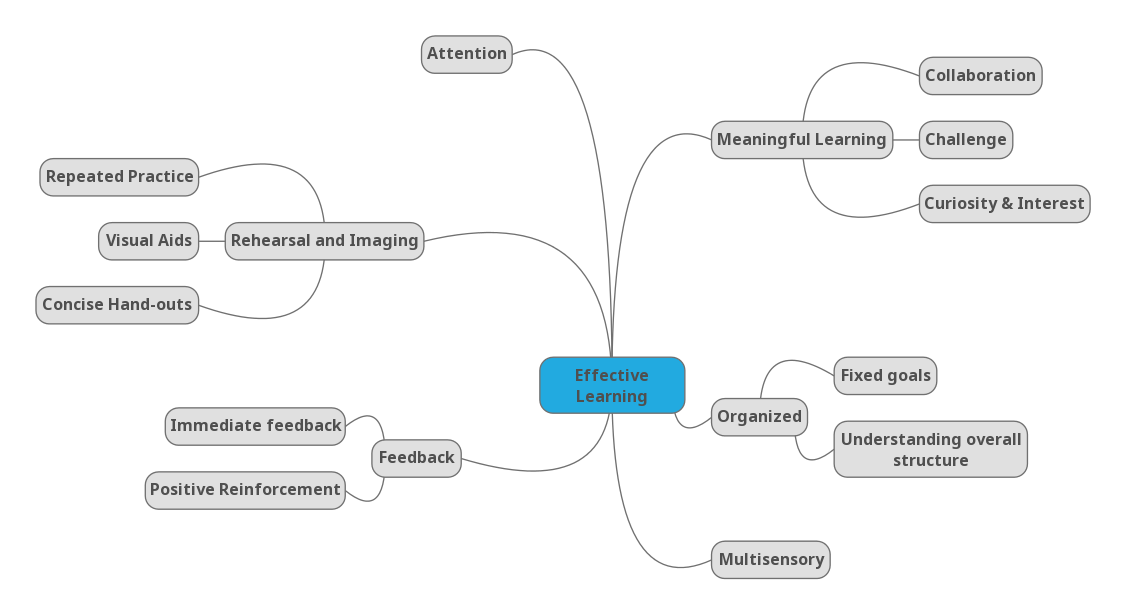 Attention
Collaboration
Meaningful Learning
Challenge
Repeated Practice
Curiosity & Interest
Visual Aids
Rehearsal and Imaging
Concise Hand-outs
Effective
Learning
Fixed goals
Organized
Immediate feedback
Understanding overall
structure
Feedback
Positive Reinforcement
Multisensory